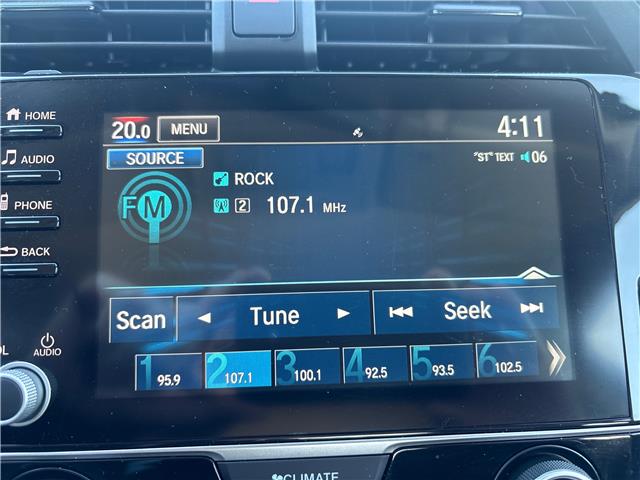 HOME
AUDIO
PHONE
BACK
OL
AUDIO
20.0 MENU 4:11
SOURCE "ST" TEXT 06
FM
ROCK
2 107.1 MHz
Scan Tune Seek
1 95.9 2 107.1 3 100.1 4 92.5 5 93.5 6 102.5
CLIMATE